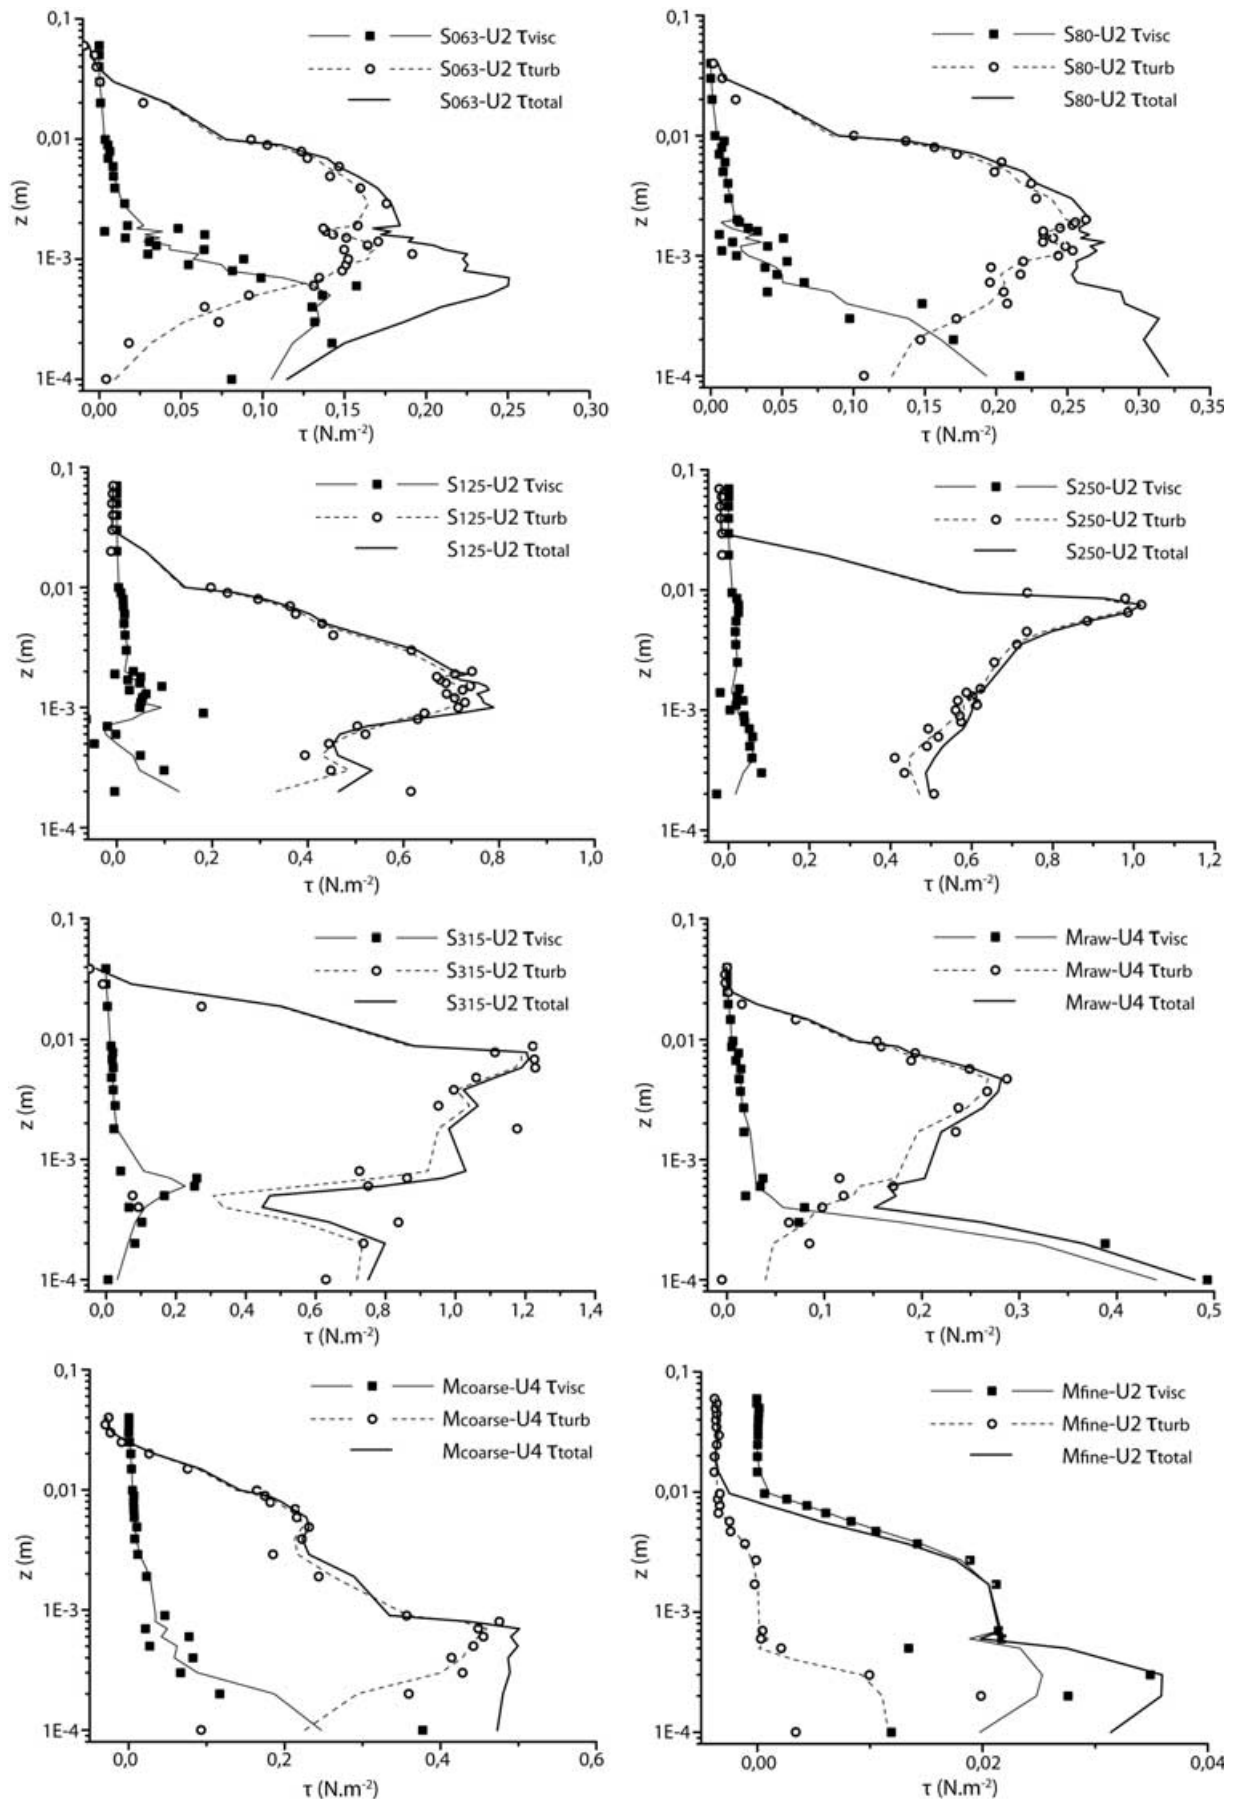 0,1
0,01
1E-3
1E-4
z (m)
S063-U2 τvisc
S063-U2 τturb
S063-U2 τtotal
0,00 0,05 0,10 0,15 0,20 0,25 0,30
τ (N.m-2)
0,1
0,01
1E-3
1E-4
z (m)
S80-U2 τvisc
S80-U2 τturb
S80-U2 τtotal
0,00 0,05 0,10 0,15 0,20 0,25 0,30 0,35
τ (N.m-2)
0,1
0,01
1E-3
1E-4
z (m)
S125-U2 τvisc
S125-U2 τturb
S125-U2 τtotal
0,0 0,2 0,4 0,6 0,8 1,0
τ (N.m-2)
0,1
0,01
1E-3
1E-4
z (m)
S250-U2 τvisc
S250-U2 τturb
S250-U2 τtotal
0,0 0,2 0,4 0,6 0,8 1,0 1,2
τ (N.m-2)
0,1
0,01
1E-3
1E-4
z (m)
S315-U2 τvisc
S315-U2 τturb
S315-U2 τtotal
0,0 0,2 0,4 0,6 0,8 1,0 1,2 1,4
τ (N.m-2)
0,1
0,01
1E-3
1E-4
z (m)
Mraw-U4 τvisc
Mraw-U4 τturb
Mraw-U4 τtotal
0,0 0,1 0,2 0,3 0,4 0,5
τ (N.m-2)
0,1
0,01
1E-3
1E-4
z (m)
Mcoarse-U4 τvisc
Mcoarse-U4 τturb
Mcoarse-U4 τtotal
0,0 0,2 0,4 0,6
τ (N.m-2)
0,1
0,01
1E-3
1E-4
z (m)
Mfine-U2 τvisc
Mfine-U2 τturb
Mfine-U2 τtotal
0,00 0,02 0,04
τ (N.m-2)